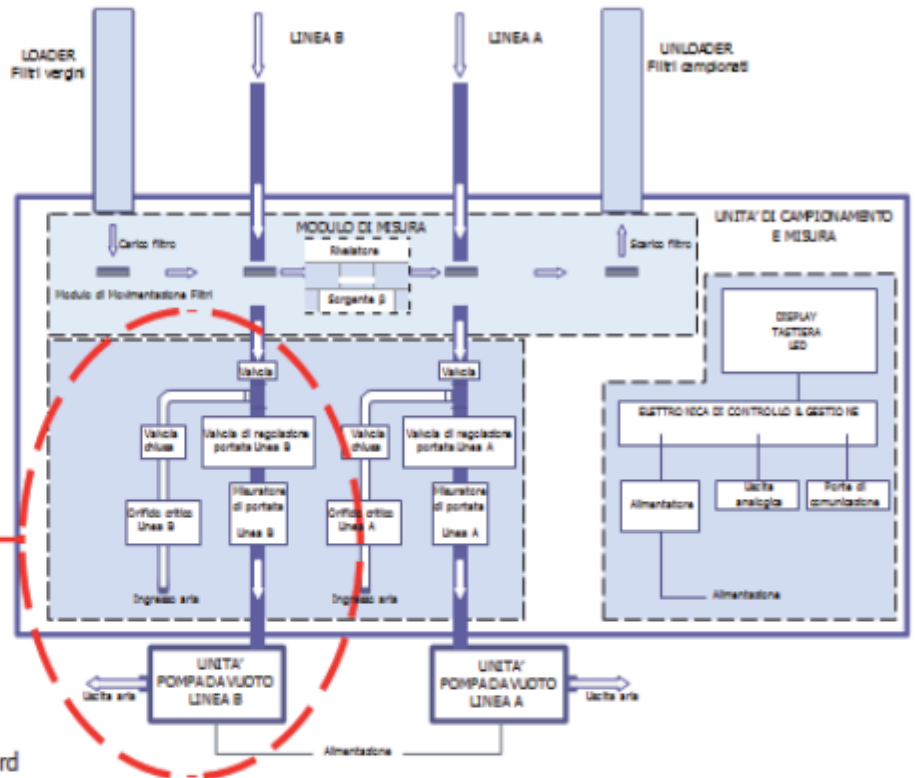 LOADER
Filtri vergini
LINEA B
LINEA A
UNLOADER
Filtri campionati
UNITA' DI CAMPIONAMENTO
E MISURA
MODULO DI MISURA
Carico filtro
Rivelatore
Scarico filtro
Modulo di Movimentazione Filtri
Sorgente β
DISPLAY
TASTIERA
LED
Valvola
Valvola
ELETTRONICA DI CONTROLLO & GESTIONE
Valvola
chiusa
Valvola di regolazione
portata Linea B
Valvola
chiusa
Valvola di regolazione
portata Linea A
Alimentatore
Uscita
analogica
Porte di
comunicazione
Orifizio critico
Linea B
Misuratore
di portata
Linea B
Orifizio critico
Linea A
Misuratore
di portata
Linea A
Ingresso aria
Ingresso aria
Alimentazione
UNITA'
POMPA DA VUOTO
LINEA B
UNITA'
POMPA DA VUOTO
LINEA A
Uscita aria
Uscita aria
Alimentazione
rd